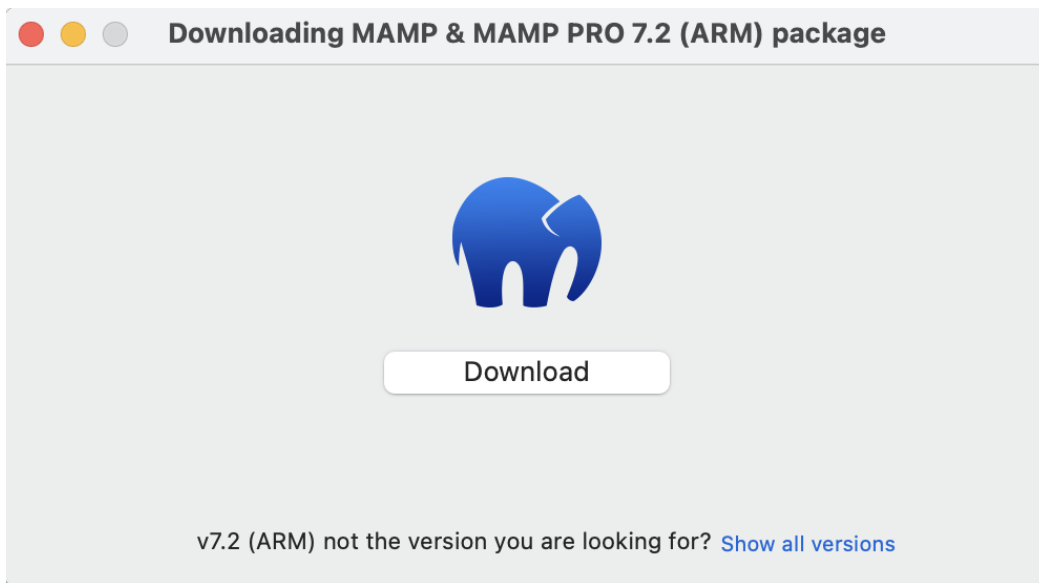 Downloading MAMP & MAMP PRO 7.2 (ARM) package
Download
v7.2 (ARM) not the version you are looking for? Show all versions